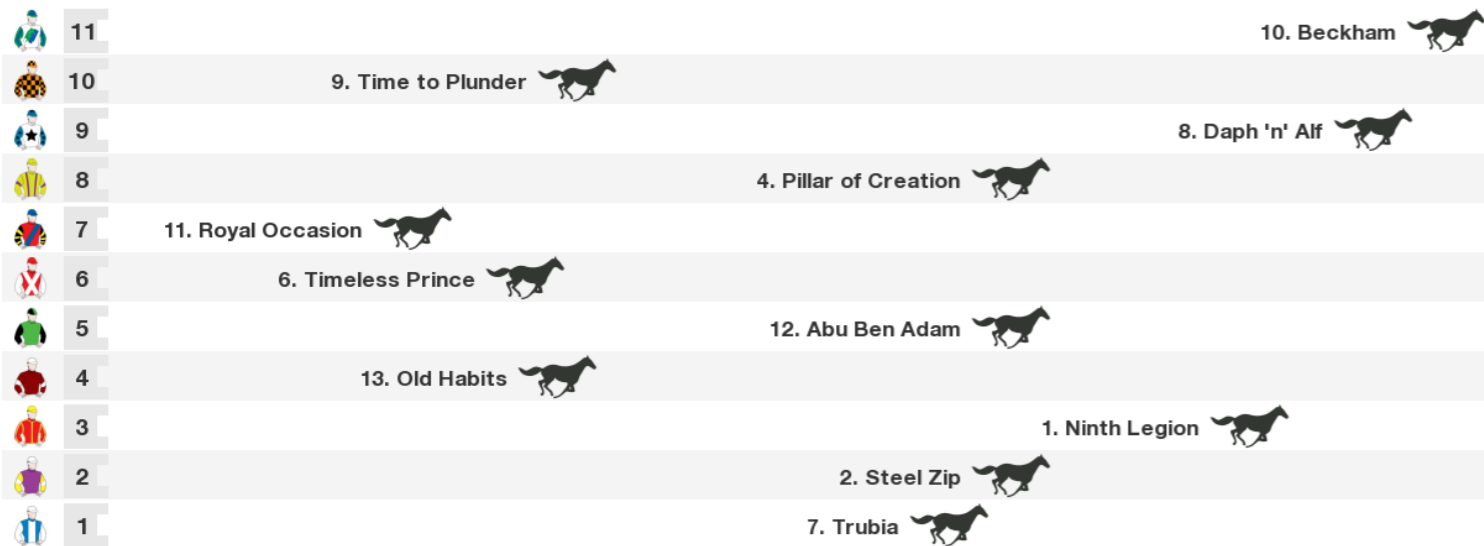 11 10. Beckham
10 9. Time to Plunder
9 8. Daph 'n' Alf
8 4. Pillar of Creation
7 11. Royal Occasion
6 6. Timeless Prince
5 12. Abu Ben Adam
4 13. Old Habits
3 1. Ninth Legion
2 2. Steel Zip
1 7. Trubia